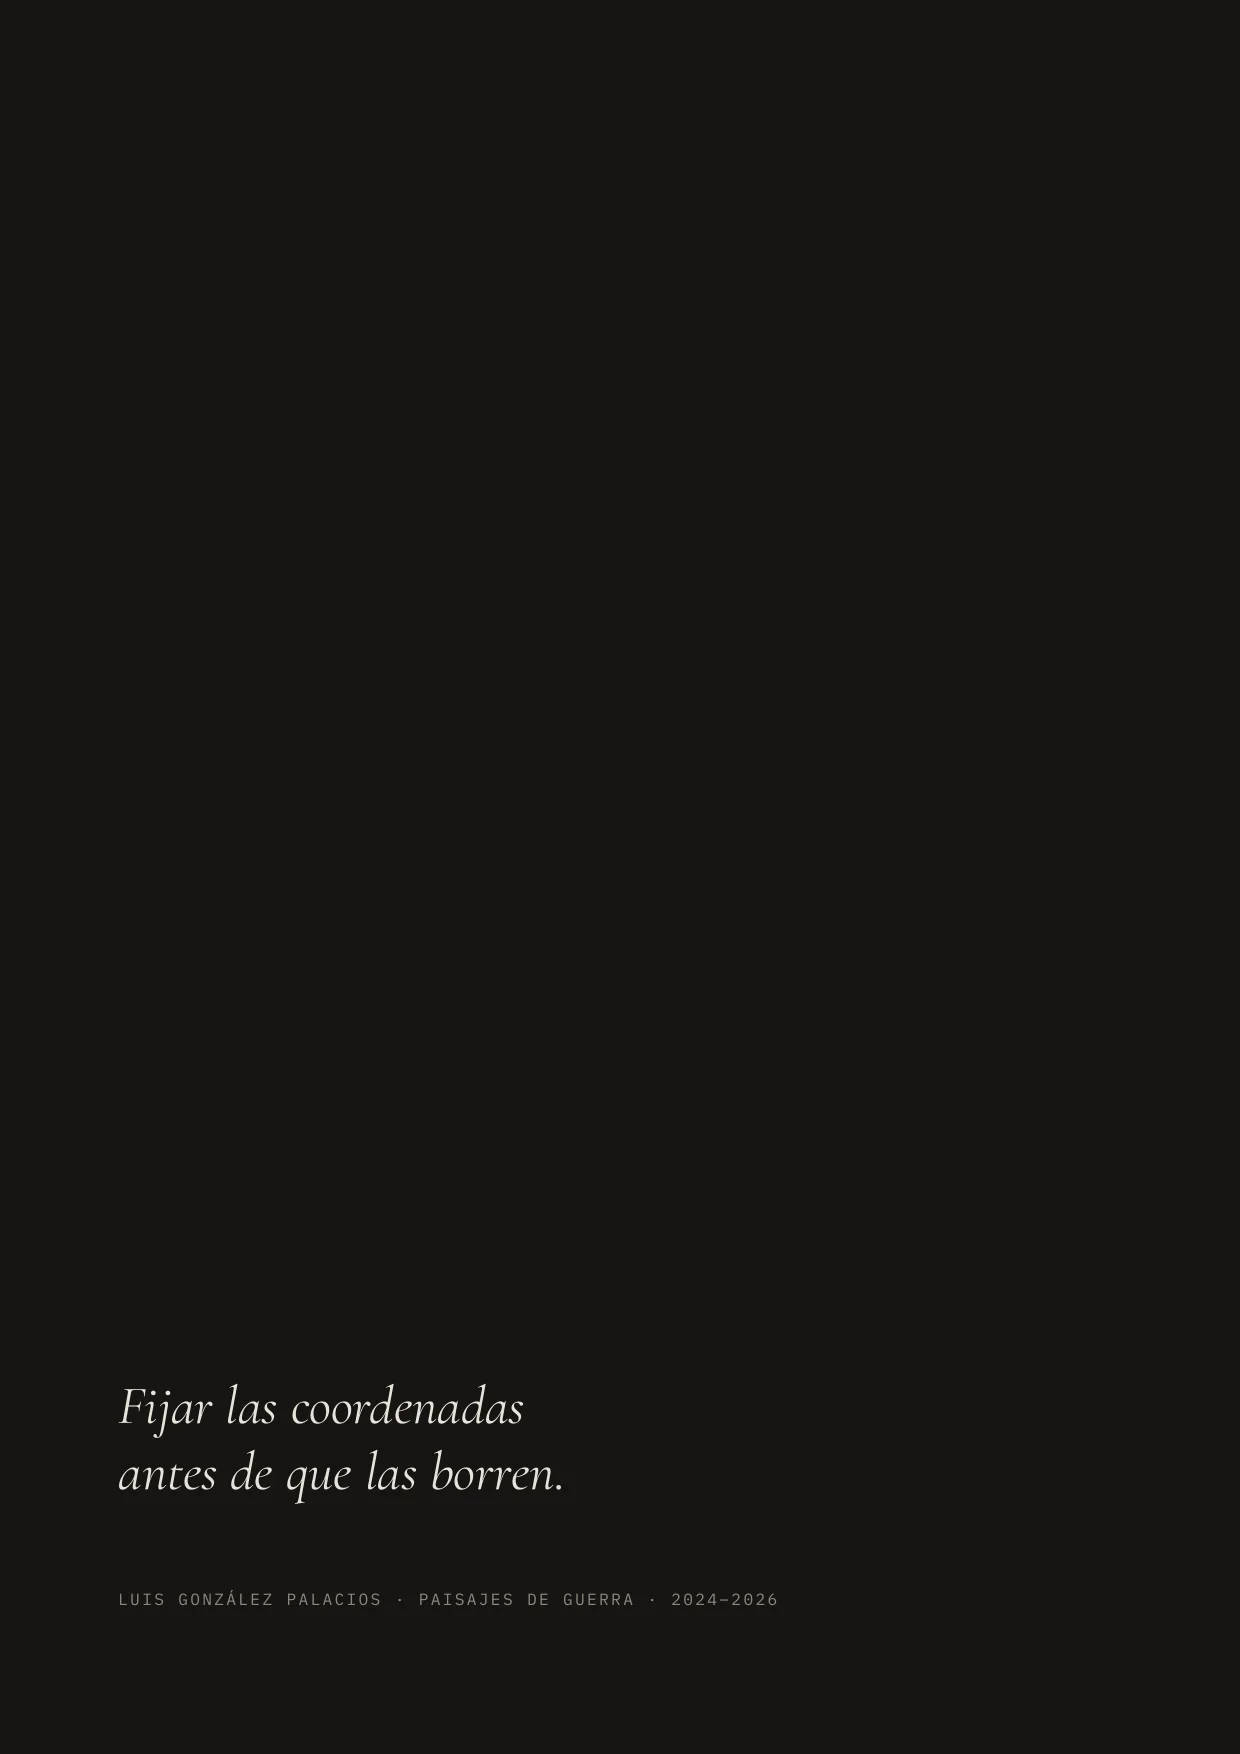 Fijar las coordenadas
antes de que las borren.
LUIS GONZÁLEZ PALACIOS · PAISAJES DE GUERRA · 2024–2026